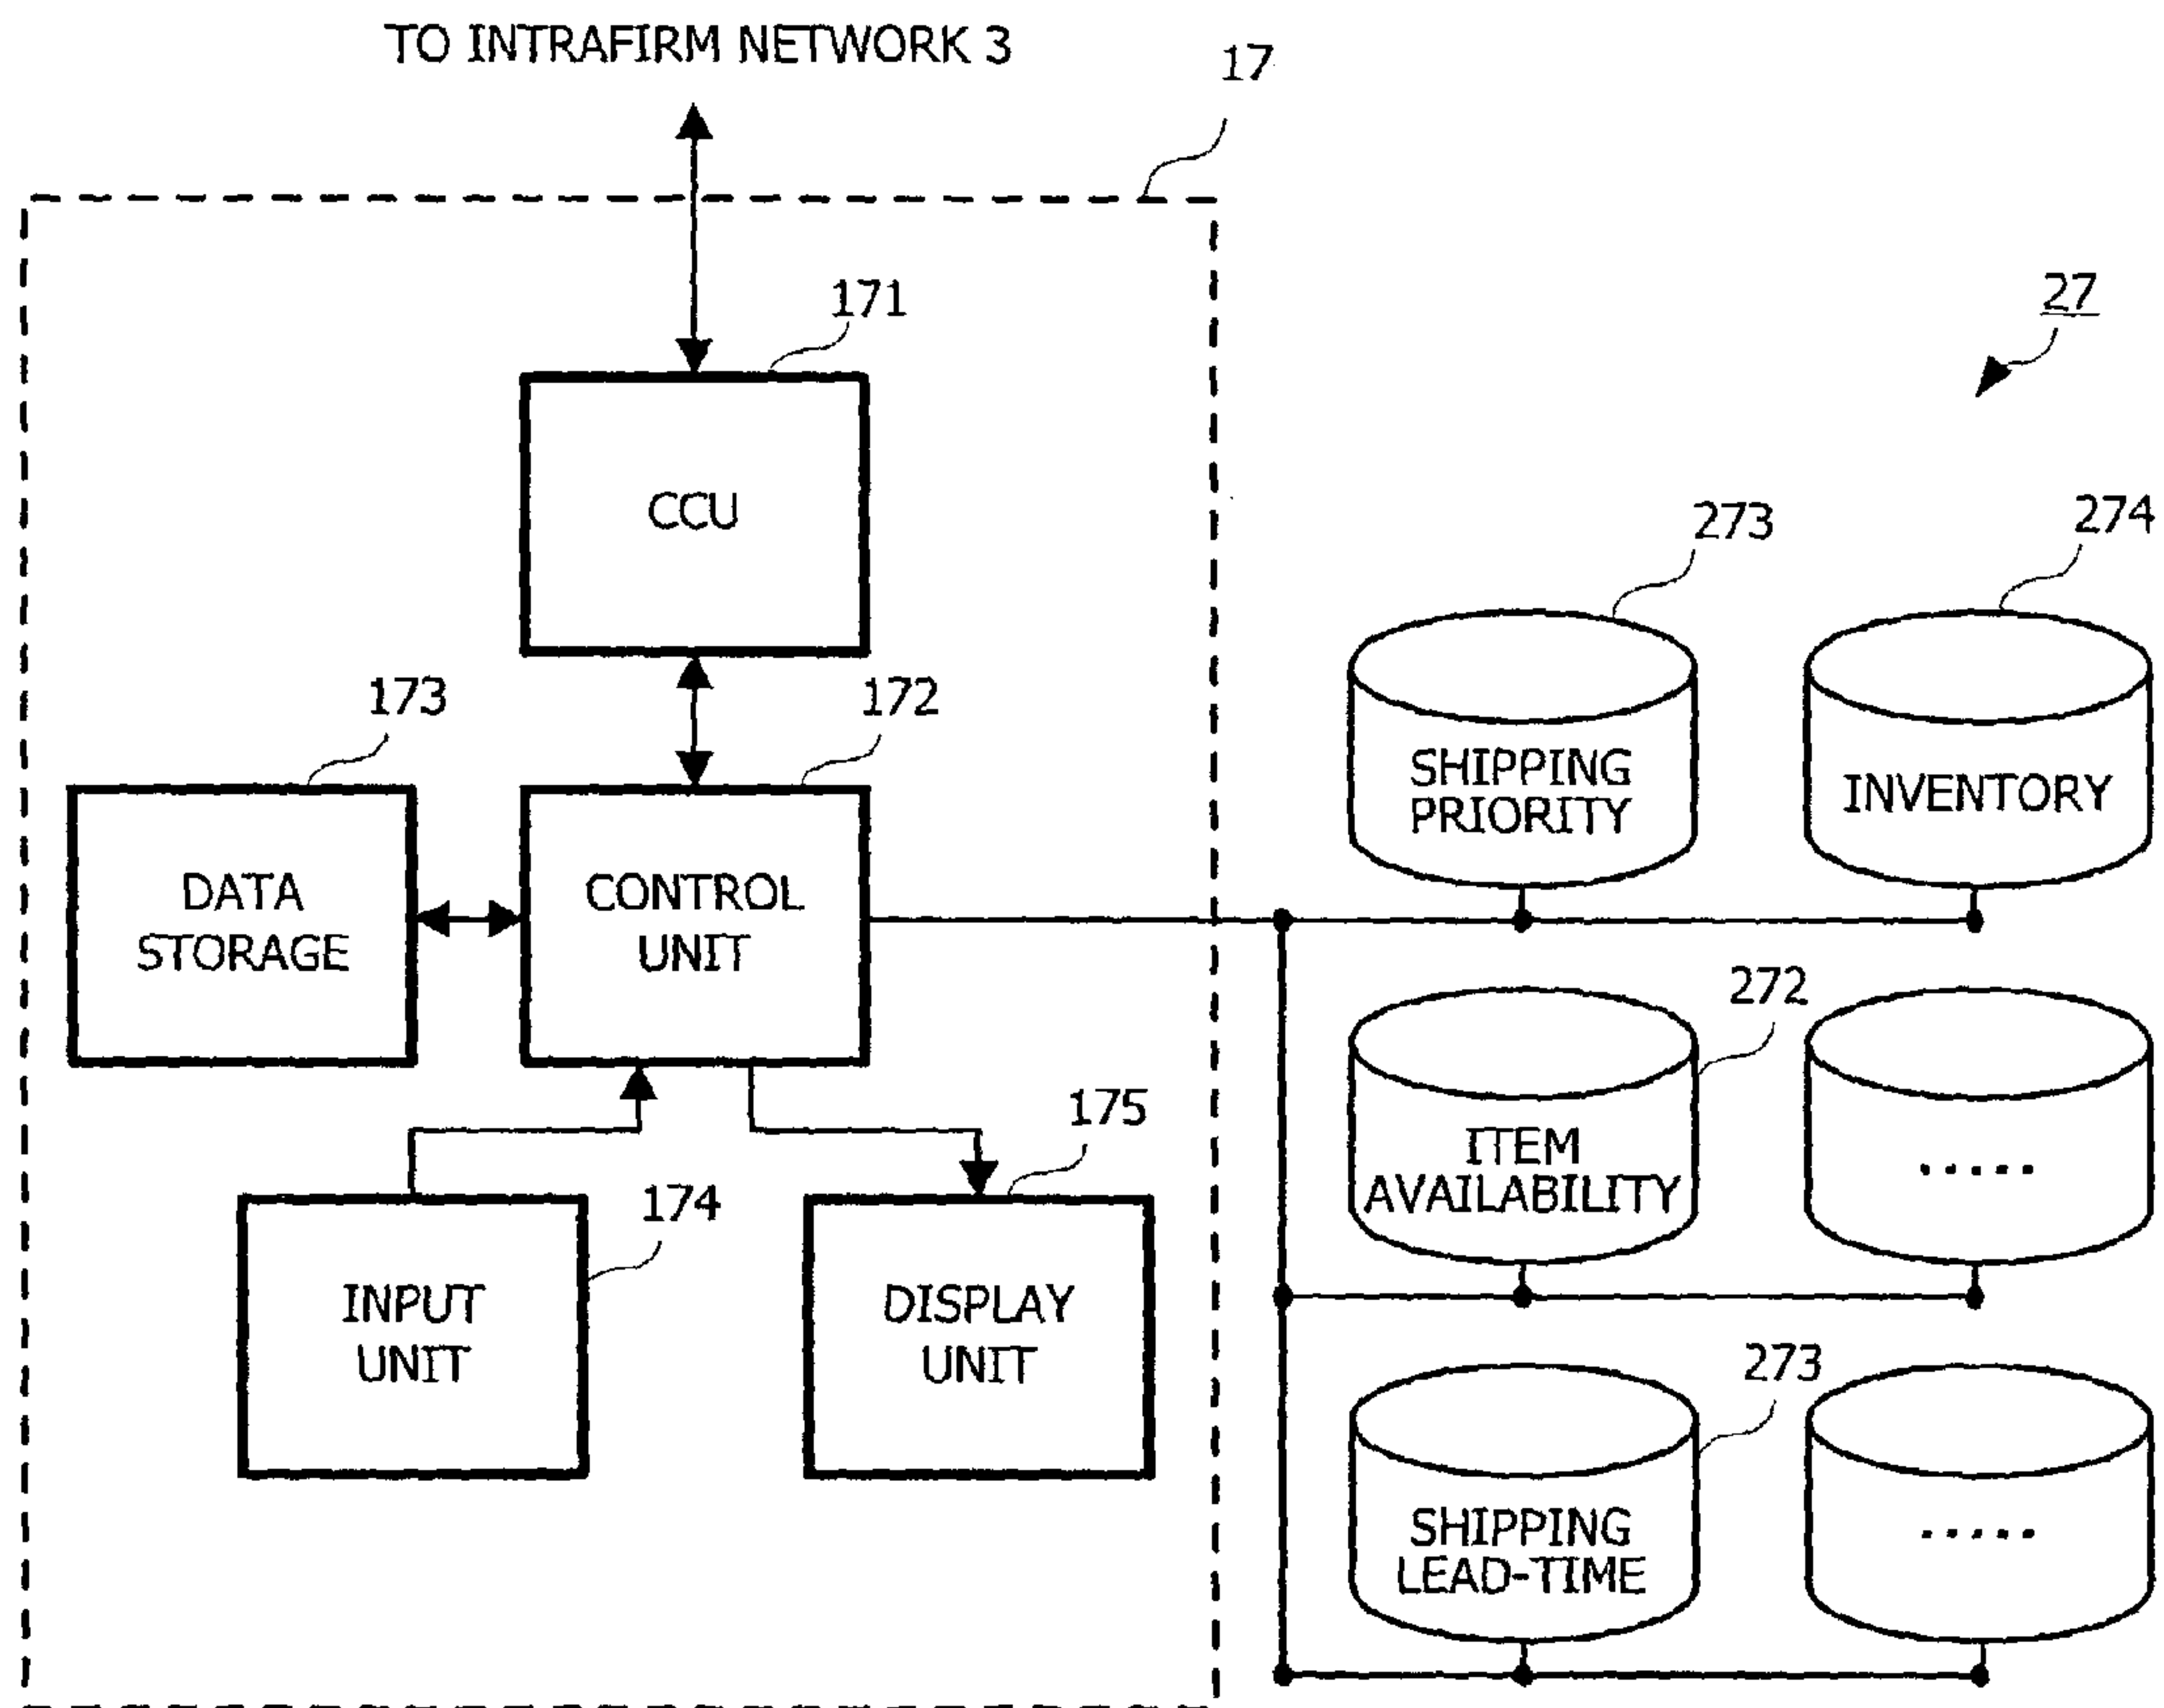 TO INTRAFIRM NETWORK 3
17
171
27
CCU
273
274
173
172
SHIPPING
PRIORITY
INVENTORY
DATA
STORAGE
CONTROL
UNIT
272
175
174
ITEM
AVAILABILITY
.....
INPUT
UNIT
DISPLAY
UNIT
273
SHIPPING
LEAD-TIME
.....